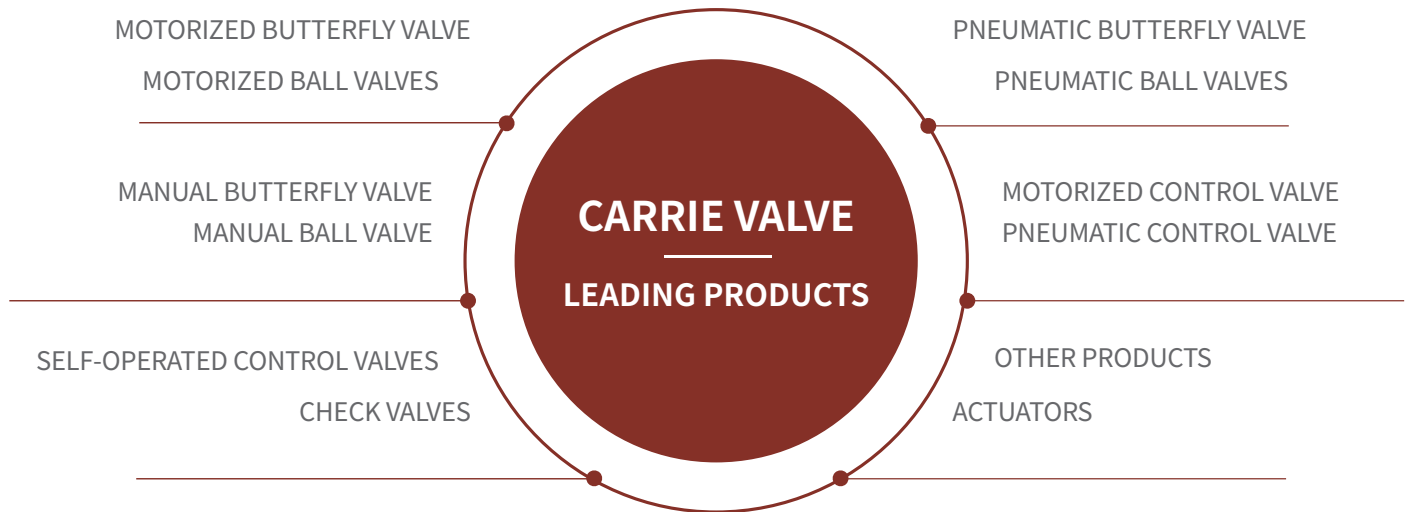 MOTORIZED BUTTERFLY VALVE
MOTORIZED BALL VALVES
MANUAL BUTTERFLY VALVE
MANUAL BALL VALVE
SELF-OPERATED CONTROL VALVES
CHECK VALVES
CARRIE VALVE
LEADING PRODUCTS
PNEUMATIC BUTTERFLY VALVE
PNEUMATIC BALL VALVES
MOTORIZED CONTROL VALVE
PNEUMATIC CONTROL VALVE
OTHER PRODUCTS
ACTUATORS